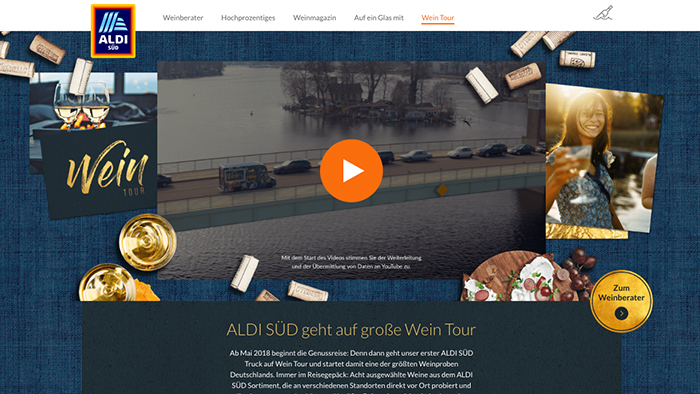 ALDI
SÜD
Weinberater
Hochprozentiges
Weinmagazin
Auf ein Glas mit
Wein Tour
Wein
TOUR
Mit dem Start des Videos stimmen Sie der Weiterleitung
und der Übermittlung von Daten an YouTube zu.
Zum
Weinberater
ALDI SÜD geht auf große Wein Tour
Ab Mai 2018 beginnt die Genussreise: Denn dann geht unser erster ALDI SÜD
Truck auf Wein Tour und startet damit eine der größten Weinproben
Deutschlands. Immer im Reisegepäck: Acht ausgewählte Weine aus dem ALDI
SÜD Sortiment, die an verschiedenen Standorten direkt vor Ort probiert und